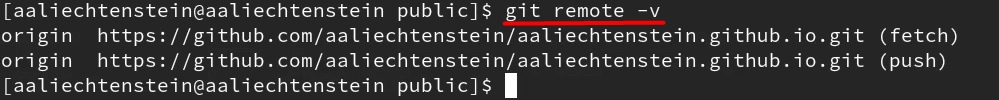 [aaliechtenstein@aaliechtenstein public]$ git remote -v
origin  https://github.com/aaliechtenstein/aaliechtenstein.github.io.git (fetch)
origin  https://github.com/aaliechtenstein/aaliechtenstein.github.io.git (push)
[aaliechtenstein@aaliechtenstein public]$